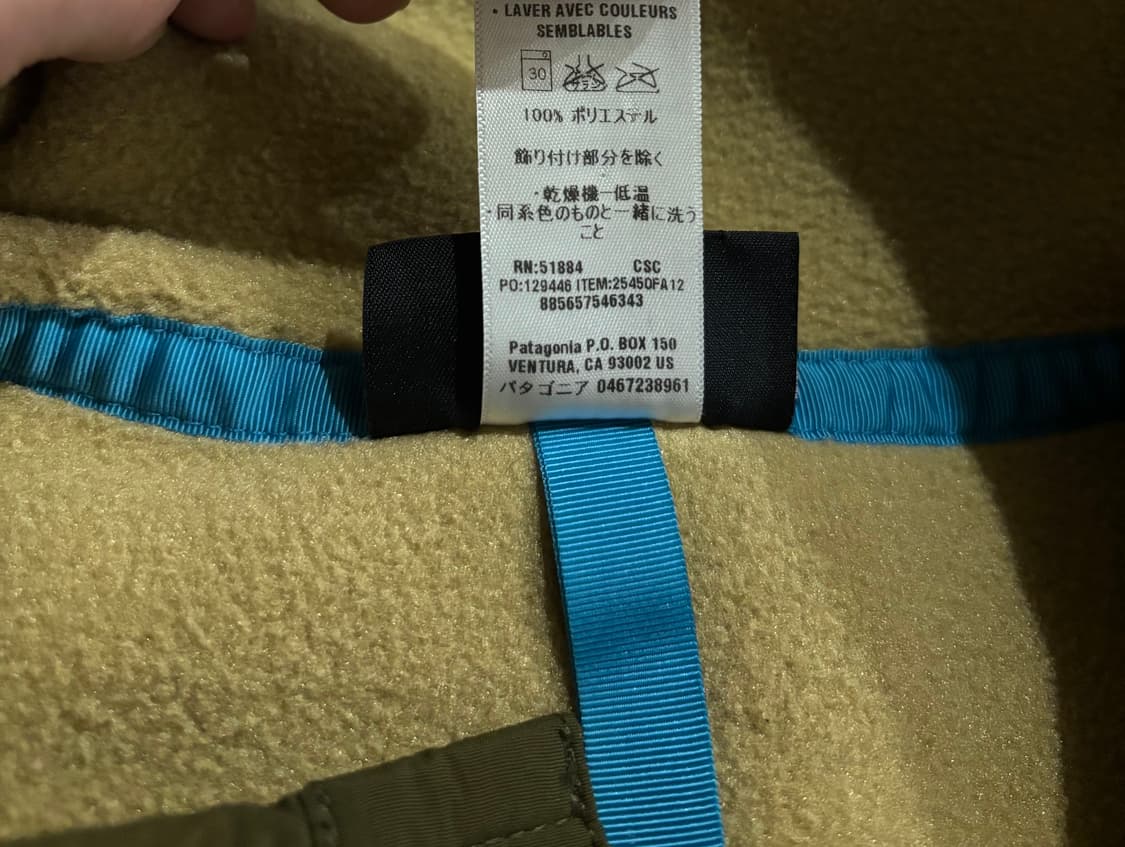 • LAVER AVEC COULEURS
SEMBLABLES
30
100% ポリエステル
飾り付け部分を除く
・乾燥機ー低温
・同系色のものと一緒に洗う
こと
RN:51884 CSC
PO:129446 ITEM:25450FA12
885657546343
Patagonia P.O. BOX 150
VENTURA, CA 93002 US
パタゴニア 0467238961